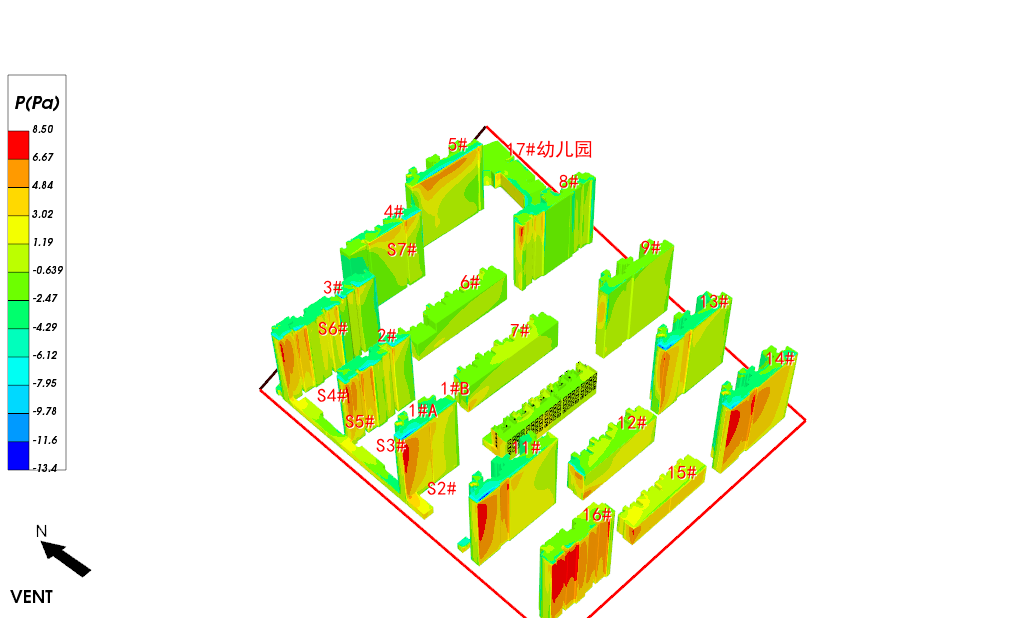 P(Pa)
8.50
6.67
4.84
3.02
1.19
-0.639
-2.47
-4.29
-6.12
-7.95
-9.78
-11.6
-13.4
5#
17#幼儿园
8#
4#
S7#
9#
3#
6#
13#
S6#
2#
7#
14#
S4#
1#B
1#A
S5#
12#
S3#
11#
15#
S2#
16#
N
VENT